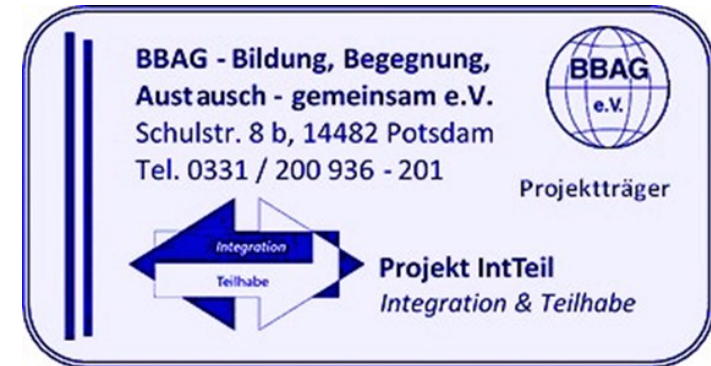 BBAG - Bildung, Begegnung,
Austausch - gemeinsam e.V.
Schulstr. 8 b, 14482 Potsdam
Tel. 0331 / 200 936 - 201
BBAG
e.V.
Projektträger
Integration
Teilhabe
Projekt IntTeil
Integration & Teilhabe